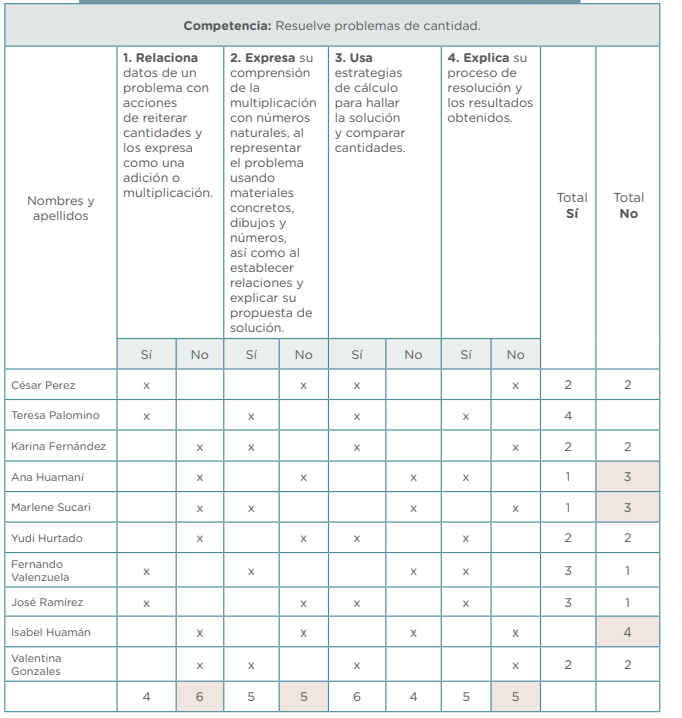 Competencia: Resuelve problemas de cantidad.
Nombres y
apellidos
1. Relaciona
datos de un
problema con
acciones
de reiterar
cantidades y
los expresa
como una
adición o
multiplicación.
2. Expresa su
comprensión
de la
multiplicación
con números
naturales, al
representar
el problema
usando
materiales
concretos,
dibujos y
números,
así como al
establecer
relaciones y
explicar su
propuesta de
solución.
3. Usa
estrategias
de cálculo
para hallar
la solución
y comparar
cantidades.
4. Explica su
proceso de
resolución y
los resultados
obtenidos.
Total
Sí
Total
No
Sí No Sí No Sí No Sí No
César Perez x x x x 2 2
Teresa Palomino x x x x 4
Karina Fernández x x x x 2 2
Ana Huamaní x x x x 1 3
Marlene Sucari x x x x 1 3
Yudi Hurtado x x x x 2 2
Fernando
Valenzuela x x x x 3 1
José Ramírez x x x x 3 1
Isabel Huamán x x x x 4
Valentina
Gonzales x x x x 2 2
4 6 5 5 6 4 5 5